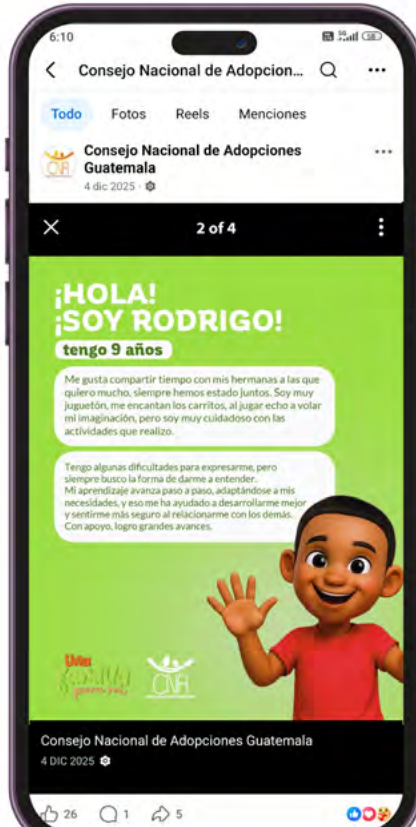 6:10
Consejo Nacional de Adopcion...
Todo Fotos Reels Menciones
Consejo Nacional de Adopciones
Guatemala
4 dic 2025
2 of 4
¡HOLA!
¡SOY RODRIGO!
tengo 9 años
Me gusta compartir tiempo con mis hermanas a las que
quiero mucho, siempre hemos estado juntos. Soy muy
juguetón, me encantan los carritos, al jugar echo a volar
mi imaginación, pero soy muy cuidadoso con las
actividades que realizo.
Tengo algunas dificultades para expresarme, pero
siempre busco la forma de darme a entender.
Mi aprendizaje avanza paso a paso, adaptándose a mis
necesidades, y eso me ha ayudado a desarrollarme mejor
y sentirme más seguro al relacionarme con los demás.
Con apoyo, logro grandes avances.
CNA
Consejo Nacional de Adopciones Guatemala
4 DIC 2025
26 1 5